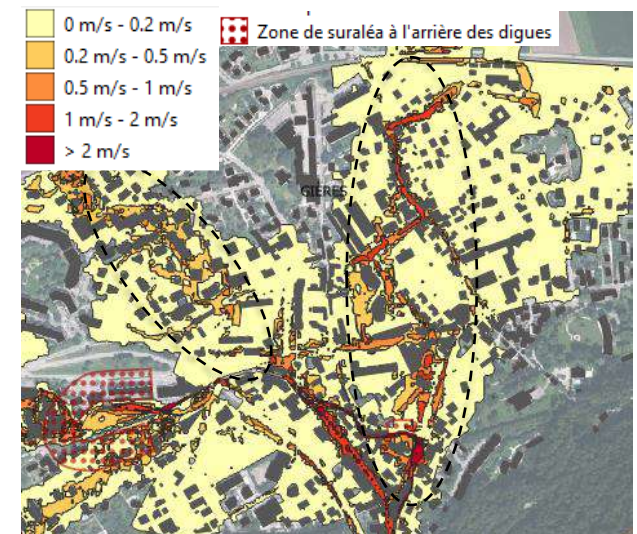 0 m/s - 0.2 m/s
0.2 m/s - 0.5 m/s
0.5 m/s - 1 m/s
1 m/s - 2 m/s
> 2 m/s
Zone de suraléa à l'arrière des digues
GIÈRES